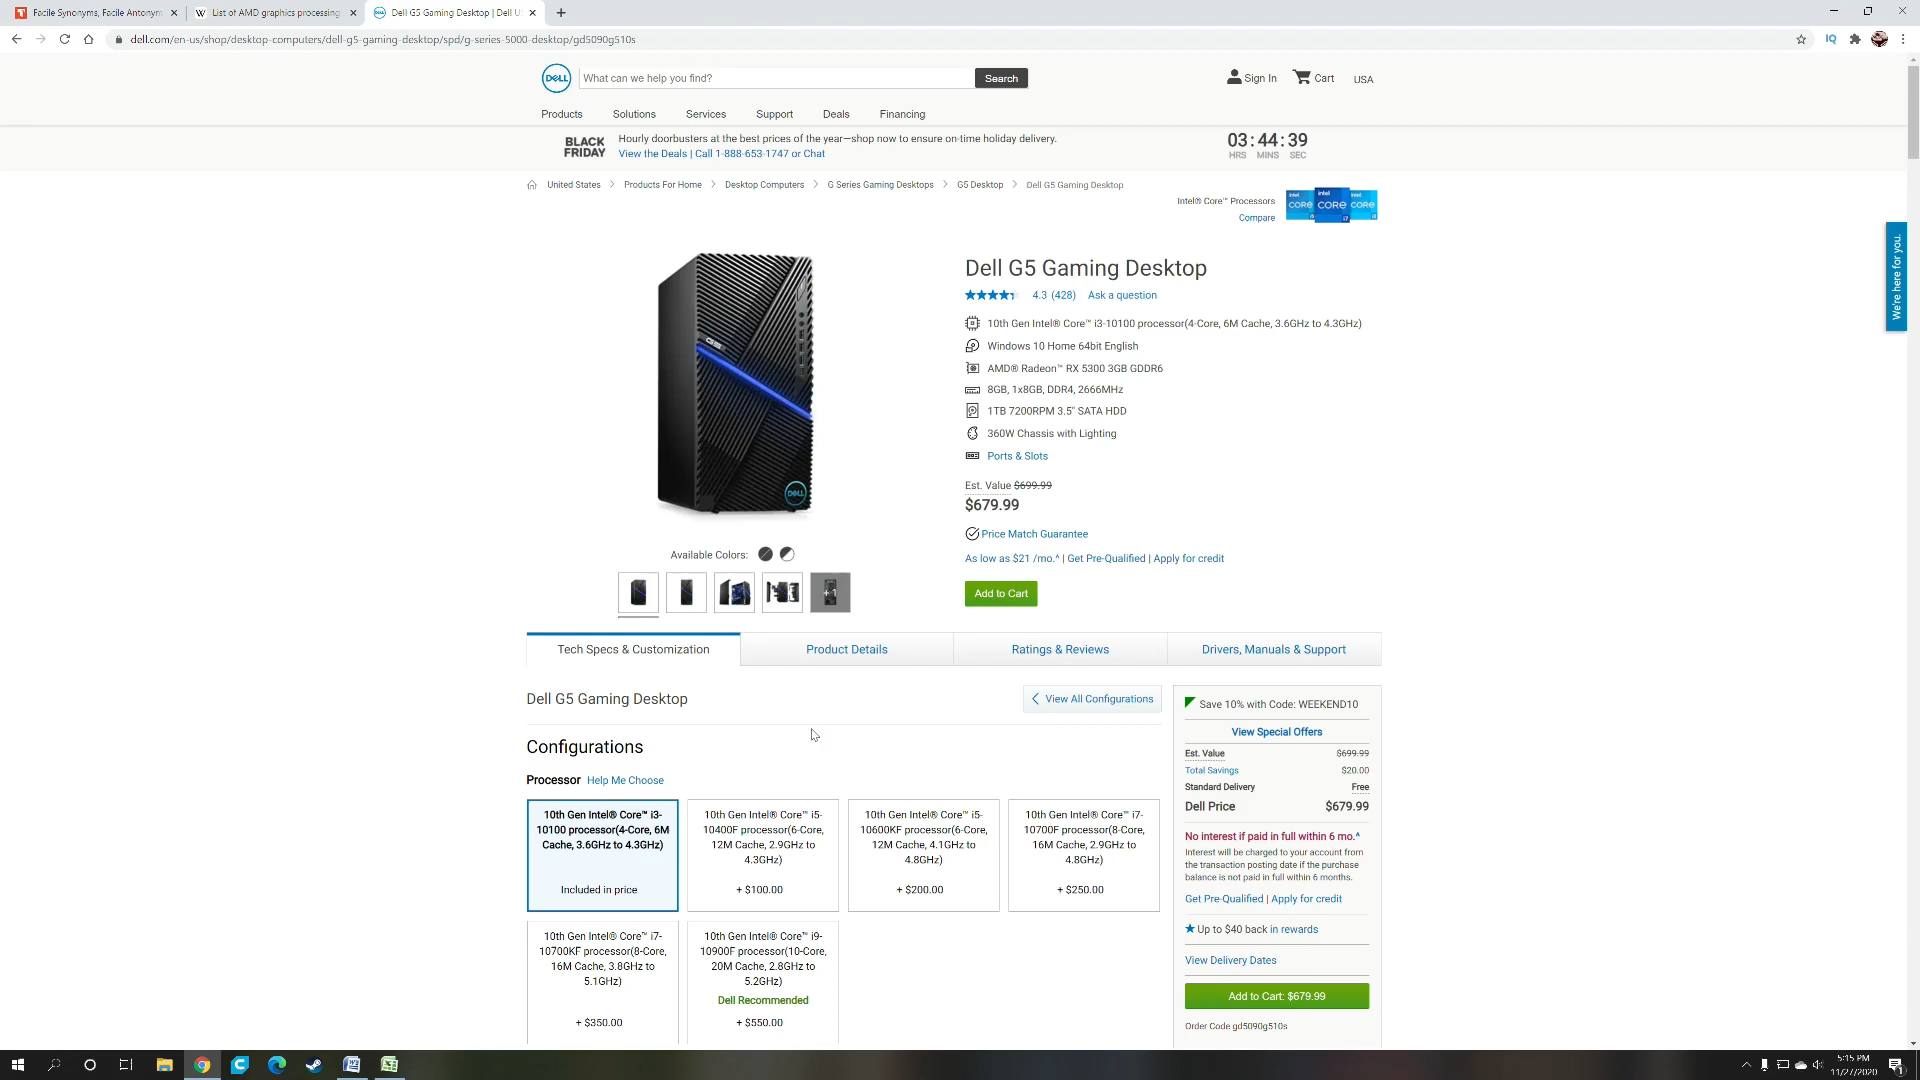 Facile Synonyms, Facile Antonym
List of AMD graphics processing
Dell G5 Gaming Desktop | Dell U
dell.com/en-us/shop/desktop-computers/dell-g5-gaming-desktop/spd/g-series-5000-desktop/gd5090g510s
IQ
DELL
What can we help you find?
Search
Sign In
Cart
USA
Products
Solutions
Services
Support
Deals
Financing
BLACK
FRIDAY
Hourly doorbusters at the best prices of the year—shop now to ensure on-time holiday delivery.
View the Deals | Call 1-888-653-1747 or Chat
03:44:39
HRS MINS SEC
United States > Products For Home > Desktop Computers > G Series Gaming Desktops > G5 Desktop > Dell G5 Gaming Desktop
Intel® Core™ Processors
Compare
intel intel intel
CORE CORE CORE
i7
We're here for you.
G5
DELL
Dell G5 Gaming Desktop
4.3 (428) Ask a question
10th Gen Intel® Core™ i3-10100 processor(4-Core, 6M Cache, 3.6GHz to 4.3GHz)
Windows 10 Home 64bit English
AMD® Radeon™ RX 5300 3GB GDDR6
8GB, 1x8GB, DDR4, 2666MHz
1TB 7200RPM 3.5" SATA HDD
360W Chassis with Lighting
Ports & Slots
Est. Value $699.99
$679.99
Price Match Guarantee
As low as $21 /mo.^ | Get Pre-Qualified | Apply for credit
Add to Cart
Available Colors:
+1
Tech Specs & Customization
Product Details
Ratings & Reviews
Drivers, Manuals & Support
Dell G5 Gaming Desktop
View All Configurations
Configurations
Processor Help Me Choose
10th Gen Intel® Core™ i3-
10100 processor(4-Core, 6M
Cache, 3.6GHz to 4.3GHz)
Included in price
10th Gen Intel® Core™ i5-
10400F processor(6-Core,
12M Cache, 2.9GHz to
4.3GHz)
+ $100.00
10th Gen Intel® Core™ i5-
10600KF processor(6-Core,
12M Cache, 4.1GHz to
4.8GHz)
+ $200.00
10th Gen Intel® Core™ i7-
10700F processor(8-Core,
16M Cache, 2.9GHz to
4.8GHz)
+ $250.00
10th Gen Intel® Core™ i7-
10700KF processor(8-Core,
16M Cache, 3.8GHz to
5.1GHz)
+ $350.00
10th Gen Intel® Core™ i9-
10900F processor(10-Core,
20M Cache, 2.8GHz to
5.2GHz)
Dell Recommended
+ $550.00
Save 10% with Code: WEEKEND10
View Special Offers
Est. Value $699.99
Total Savings $20.00
Standard Delivery Free
Dell Price $679.99
No interest if paid in full within 6 mo.^
Interest will be charged to your account from
the transaction posting date if the purchase
balance is not paid in full within 6 months.
Get Pre-Qualified | Apply for credit
Up to $40 back in rewards
View Delivery Dates
Add to Cart: $679.99
Order Code gd5090g510s
5:15 PM
11/27/2020